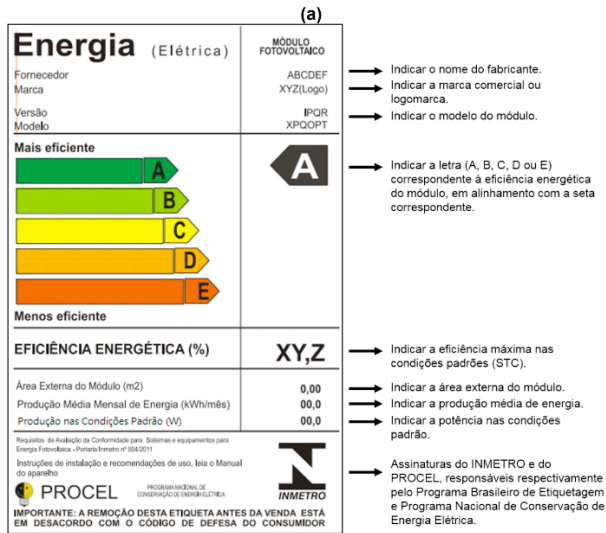 (a)
Energia (Elétrica)
MÓDULO
FOTOVOLTAICO
Fornecedor ABCDEF
Marca XYZ(Logo)
Versão IPQR
Modelo XPQOPT
Indicar o nome do fabricante.
Indicar a marca comercial ou
logomarca.
Indicar o modelo do módulo.
Mais eficiente
A
B
C
D
E
Menos eficiente
A
Indicar a letra (A, B, C, D ou E)
correspondente à eficiência energética
do módulo, em alinhamento com a seta
correspondente.
EFICIÊNCIA ENERGÉTICA (%) XY,Z
Indicar a eficiência máxima nas
condições padrões (STC).
Área Externa do Módulo (m2) 0,00
Indicar a área externa do módulo.
Produção Média Mensal de Energia (kWh/mês) 00,0
Indicar a produção média de energia.
Produção nas Condições Padrão (W) 00,0
Indicar a potência nas condições
padrão.
Requisitos de Avaliação da Conformidade para Sistemas e equipamentos para
Energia Fotovoltaica - Portaria Inmetro nº 004/2011
Instruções de instalação e recomendações de uso, leia o Manual
do aparelho
PROCEL
PROGRAMA NACIONAL DE
CONSERVAÇÃO DE ENERGIA ELÉTRICA
INMETRO
IMPORTANTE: A REMOÇÃO DESTA ETIQUETA ANTES DA VENDA ESTÁ
EM DESACORDO COM O CÓDIGO DE DEFESA DO CONSUMIDOR
Assinaturas do INMETRO e do
PROCEL, responsáveis respectivamente
pelo Programa Brasileiro de Etiquetagem
e Programa Nacional de Conservação de
Energia Elétrica.